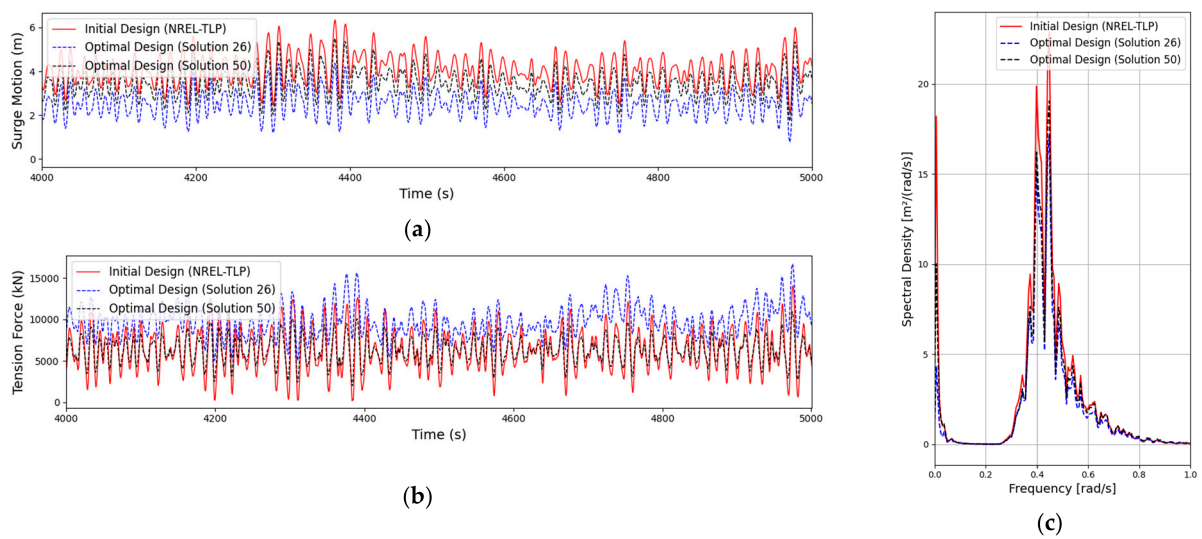 Surge Motion (m)
6
4
2
0
Initial Design (NREL-TLP)
Optimal Design (Solution 26)
Optimal Design (Solution 50)
4000
4200
4400
4600
4800
5000
Time (s)
(a)
Tension Force (kN)
15000
10000
5000
0
Initial Design (NREL-TLP)
Optimal Design (Solution 26)
Optimal Design (Solution 50)
4000
4200
4400
4600
4800
5000
Time (s)
(b)
Spectral Density [m²/(rad/s)]
20
15
10
5
0
Initial Design (NREL-TLP)
Optimal Design (Solution 26)
Optimal Design (Solution 50)
0.0
0.2
0.4
0.6
0.8
1.0
Frequency [rad/s]
(c)